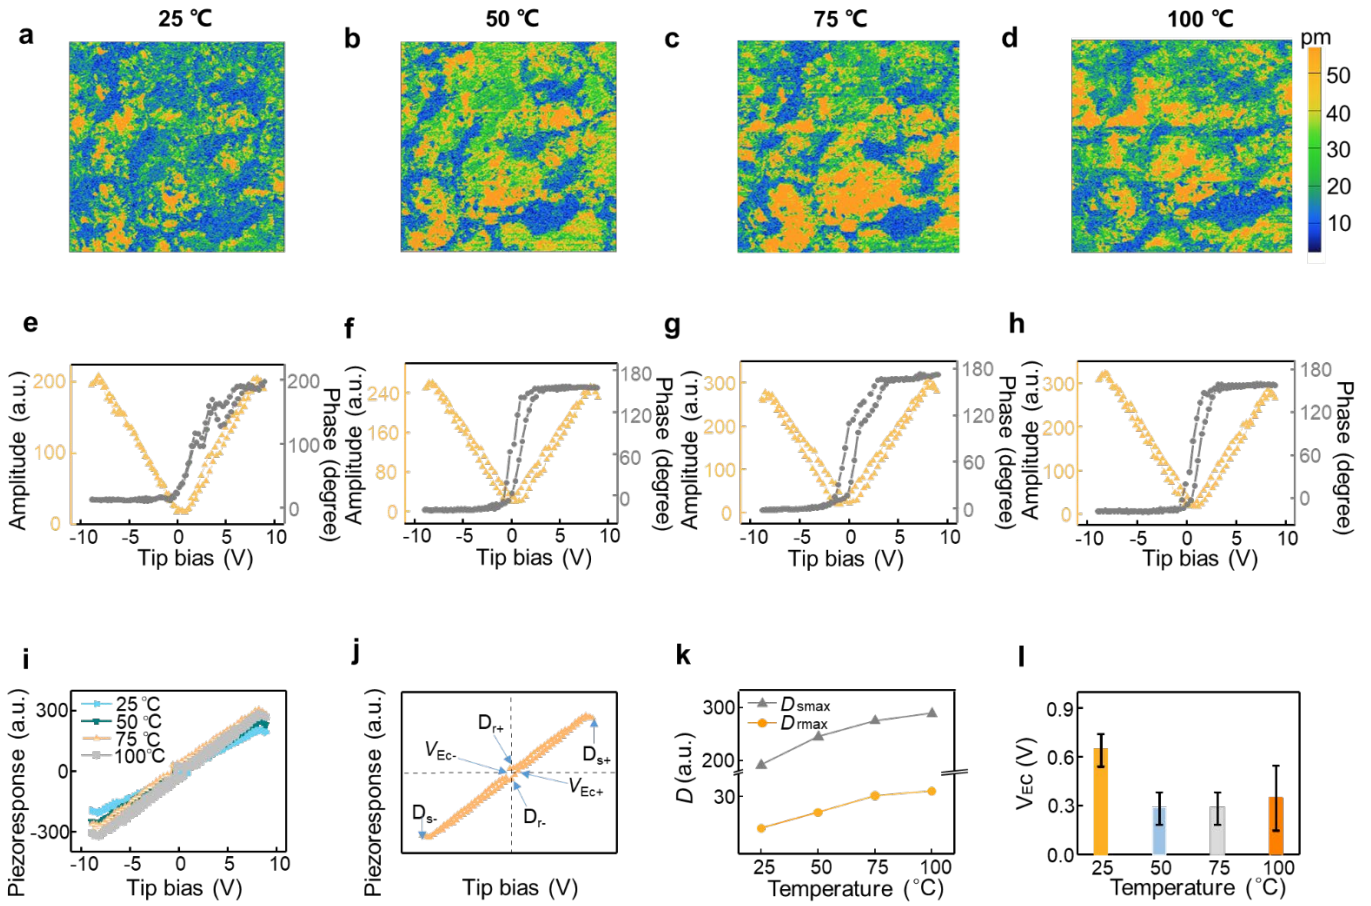 25 ℃ 50 ℃ 75 ℃ 100 ℃
a b c d
pm
50
40
30
20
10
e f g h
Amplitude (a.u.)
200
100
0
200
100
0
Phase (degree)
-10 -5 0 5 10
Tip bias (V)
Amplitude (a.u.)
240
160
80
0
180
120
60
0
Phase (degree)
-10 -5 0 5 10
Tip bias (V)
Amplitude (a.u.)
300
200
100
0
180
120
60
0
Phase (degree)
-10 -5 0 5 10
Tip bias (V)
Amplitude (a.u.)
300
200
100
0
180
120
60
0
Phase (degree)
-10 -5 0 5 10
Tip bias (V)
i j k l
Piezoresponse (a.u.)
300
0
-300
25 °C
50 °C
75 °C
100°C
-10 -5 0 5 10
Tip bias (V)
Piezoresponse (a.u.)
Dr+
VEc-
Ds+
VEc+
Ds-
Dr-
Tip bias (V)
D (a.u.)
300
200
30
Dsmax
Drmax
25 50 75 100
Temperature (°C)
VEC (V)
0.9
0.6
0.3
0.0
25 50 75 100
Temperature (°C)